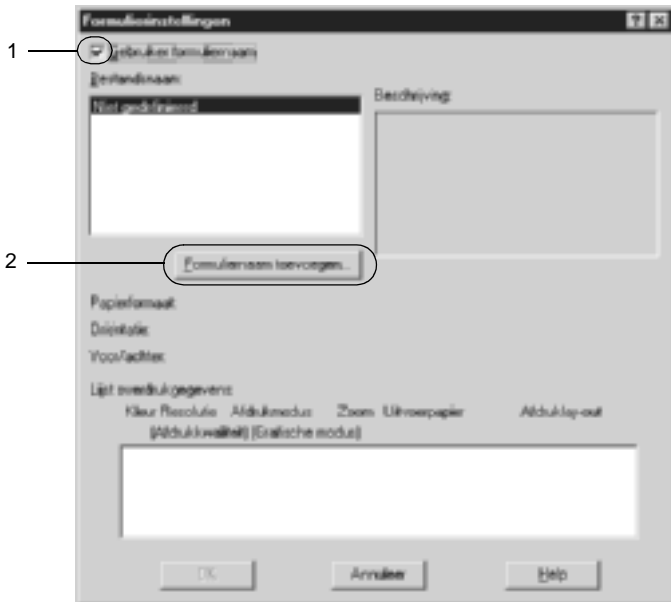 Formulierinstellingen
1
Gebruiker formuliernaam
Bestandsnaam:
Beschrijving:
Niet gedefinieerd
2
Formuliernaam toevoegen...
Papierformaat:
Oriëntatie:
Voor/achter:
Lijst overdrukgegevens:
Kleur Resolutie Afdrukmodus Zoom Uitvoerpapier Afdruklay-out
(Afdrukkwaliteit) (Grafische modus)
OK Annuleer Help